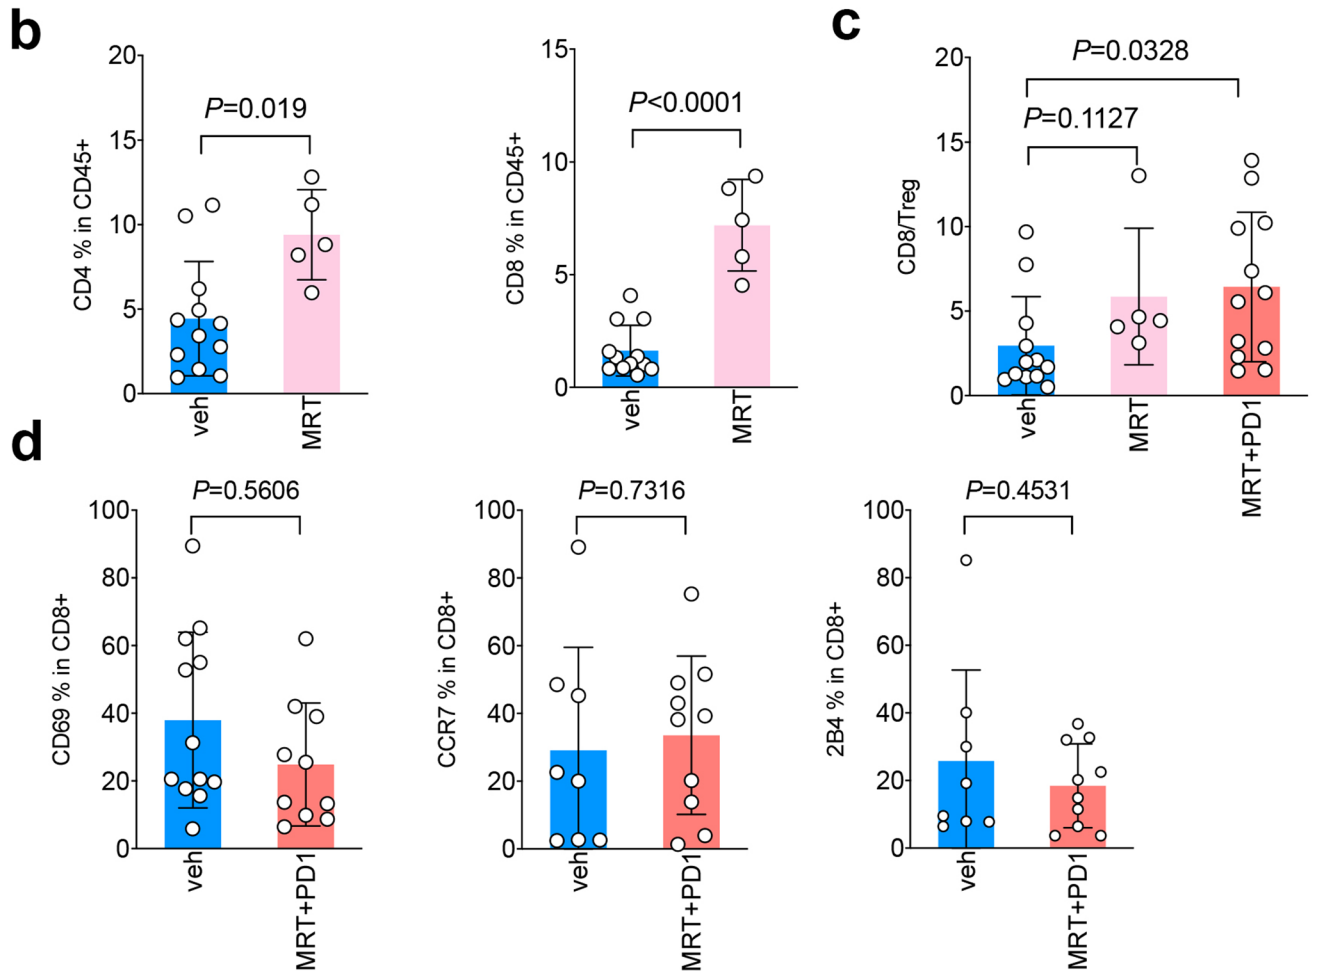 b
20
15
10
5
0
CD4 % in CD45+
P=0.019
veh
MRT
15
10
5
0
CD8 % in CD45+
P<0.0001
veh
MRT
c
20
15
10
5
0
CD8/Treg
P=0.0328
P=0.1127
veh
MRT
MRT+PD1
d
100
80
60
40
20
0
CD69 % in CD8+
P=0.5606
veh
MRT+PD1
100
80
60
40
20
0
CCR7 % in CD8+
P=0.7316
veh
MRT+PD1
100
80
60
40
20
0
2B4 % in CD8+
P=0.4531
veh
MRT+PD1